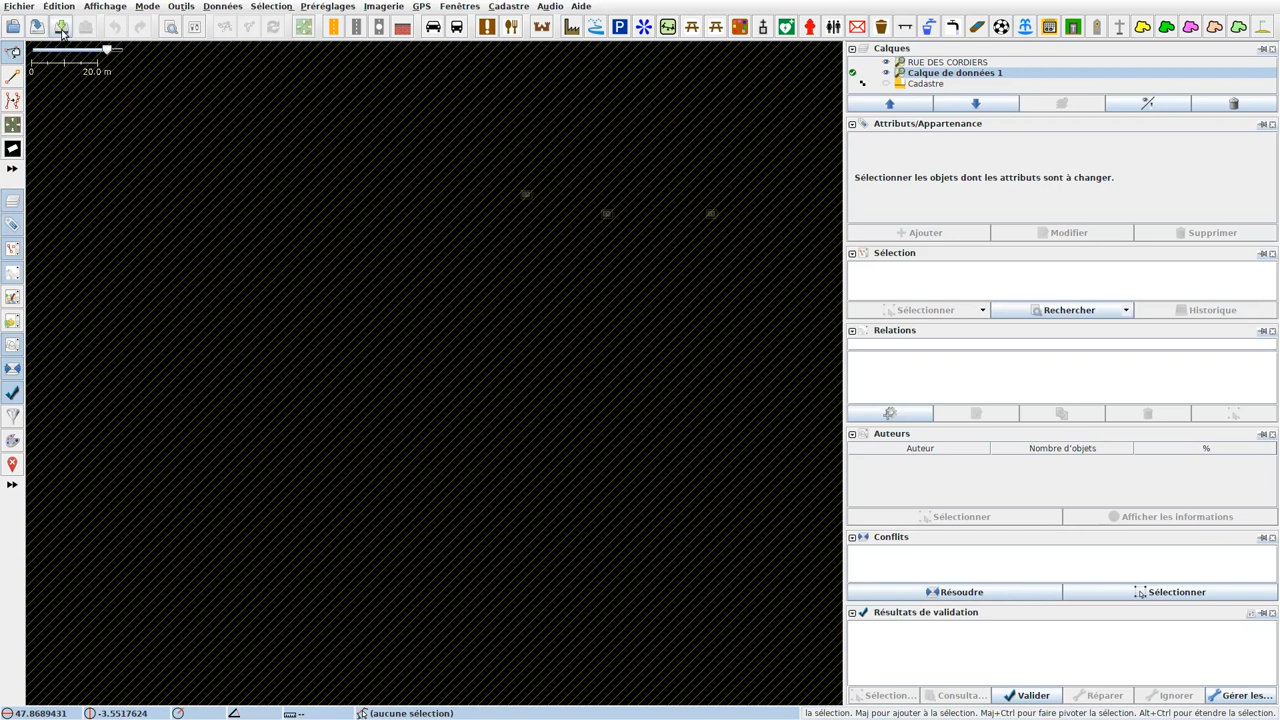 Fichier Édition Affichage Mode Outils Données Sélection Préréglages Imagerie GPS Fenêtres Cadastre Audio Aide
0 20.0 m
Calques
RUE DES CORDIERS
Calque de données 1
Cadastre
Attributs/Appartenance
Sélectionner les objets dont les attributs sont à changer.
Ajouter Modifier Supprimer
Sélection
Sélectionner Rechercher Historique
Relations
Auteurs
Auteur Nombre d'objets %
Sélectionner Afficher les informations
Conflits
Résoudre Sélectionner
Résultats de validation
Sélection... Consulta... Valider Réparer Ignorer Gérer les...
47.8689431 -3.5517624 -- (aucune sélection) la sélection. Maj pour ajouter à la sélection. Maj+Ctrl pour faire pivoter la sélection. Alt+Ctrl pour étendre la sélection.